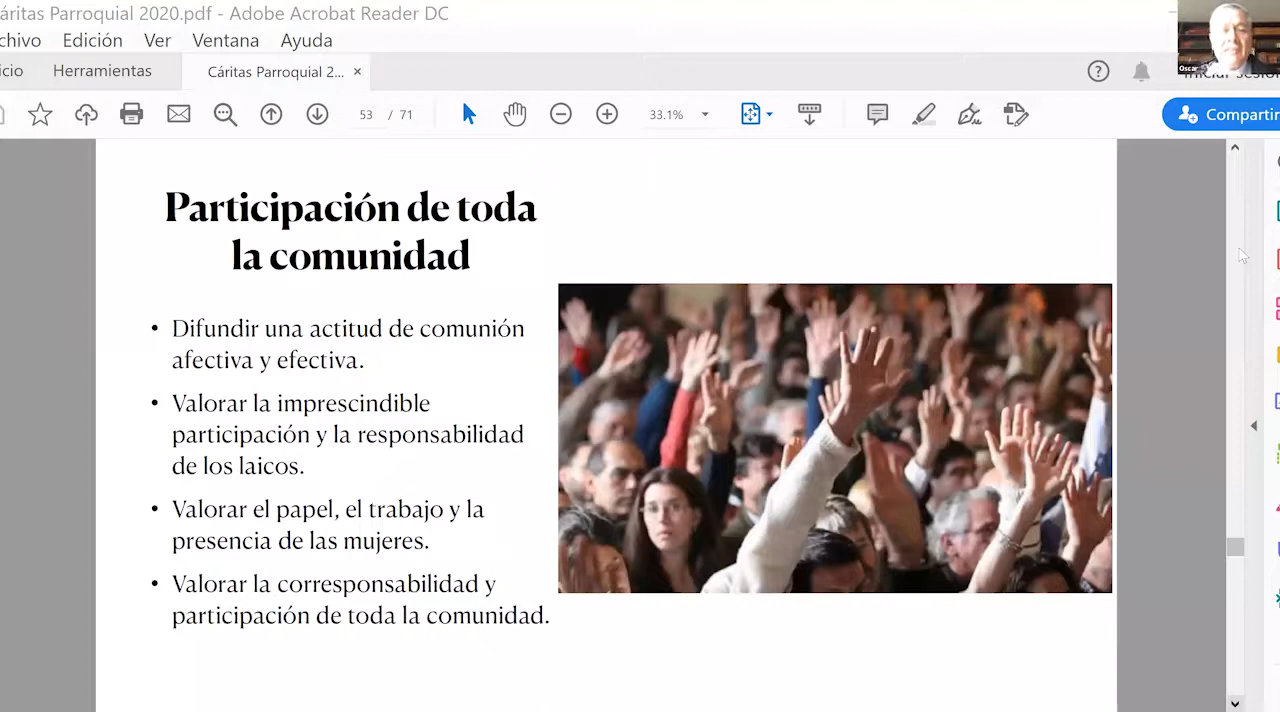 áritas Parroquial 2020.pdf - Adobe Acrobat Reader DC
chivo Edición Ver Ventana Ayuda
icio Herramientas Cáritas Parroquial 2... ×
53 / 71 33.1% Compartir
Oscar
Participación de toda
la comunidad
• Difundir una actitud de comunión
afectiva y efectiva.
• Valorar la imprescindible
participación y la responsabilidad
de los laicos.
• Valorar el papel, el trabajo y la
presencia de las mujeres.
• Valorar la corresponsabilidad y
participación de toda la comunidad.